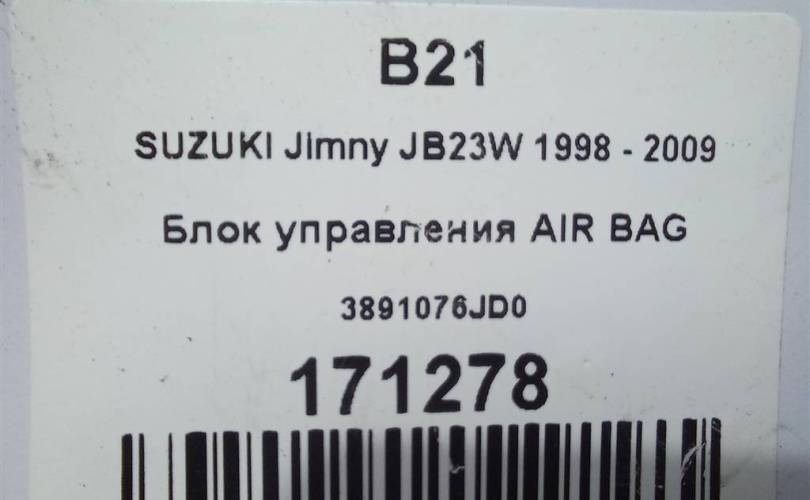 B21
SUZUKI Jimny JB23W 1998 - 2009
Блок управления AIR BAG
3891076JD0
171278